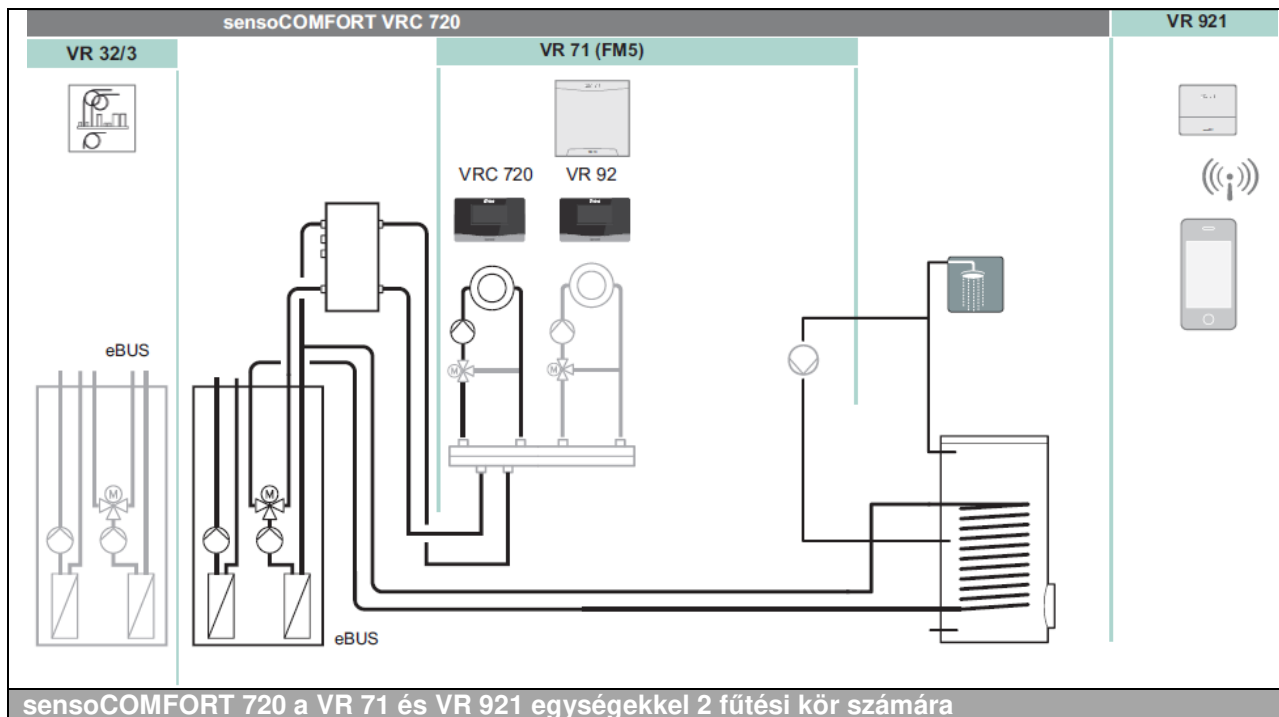 sensoCOMFORT VRC 720
VR 921
VR 32/3
VR 71 (FM5)
VRC 720
VR 92
eBUS
M
M
M
M
eBUS
sensoCOMFORT 720 a VR 71 és VR 921 egységekkel 2 fűtési kör számára